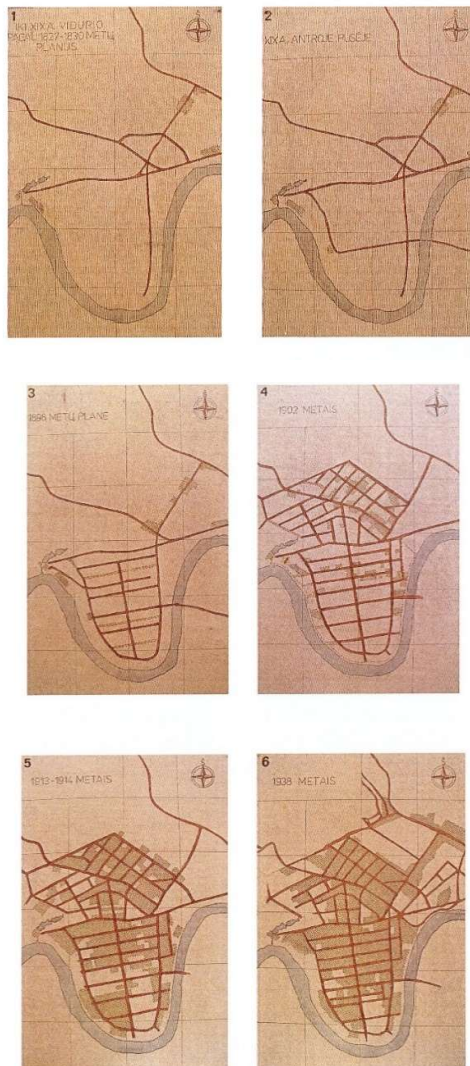 1
IKI XIX A. VIDURIO
PAGAL 1827-1830 METŲ
PLANUS
Š
2
XIX A. ANTROJE PUSĖJE
Š
3
1896 METŲ PLANE
Š
4
1902 METAIS
Š
5
1913-1914 METAIS
Š
6
1938 METAIS
Š